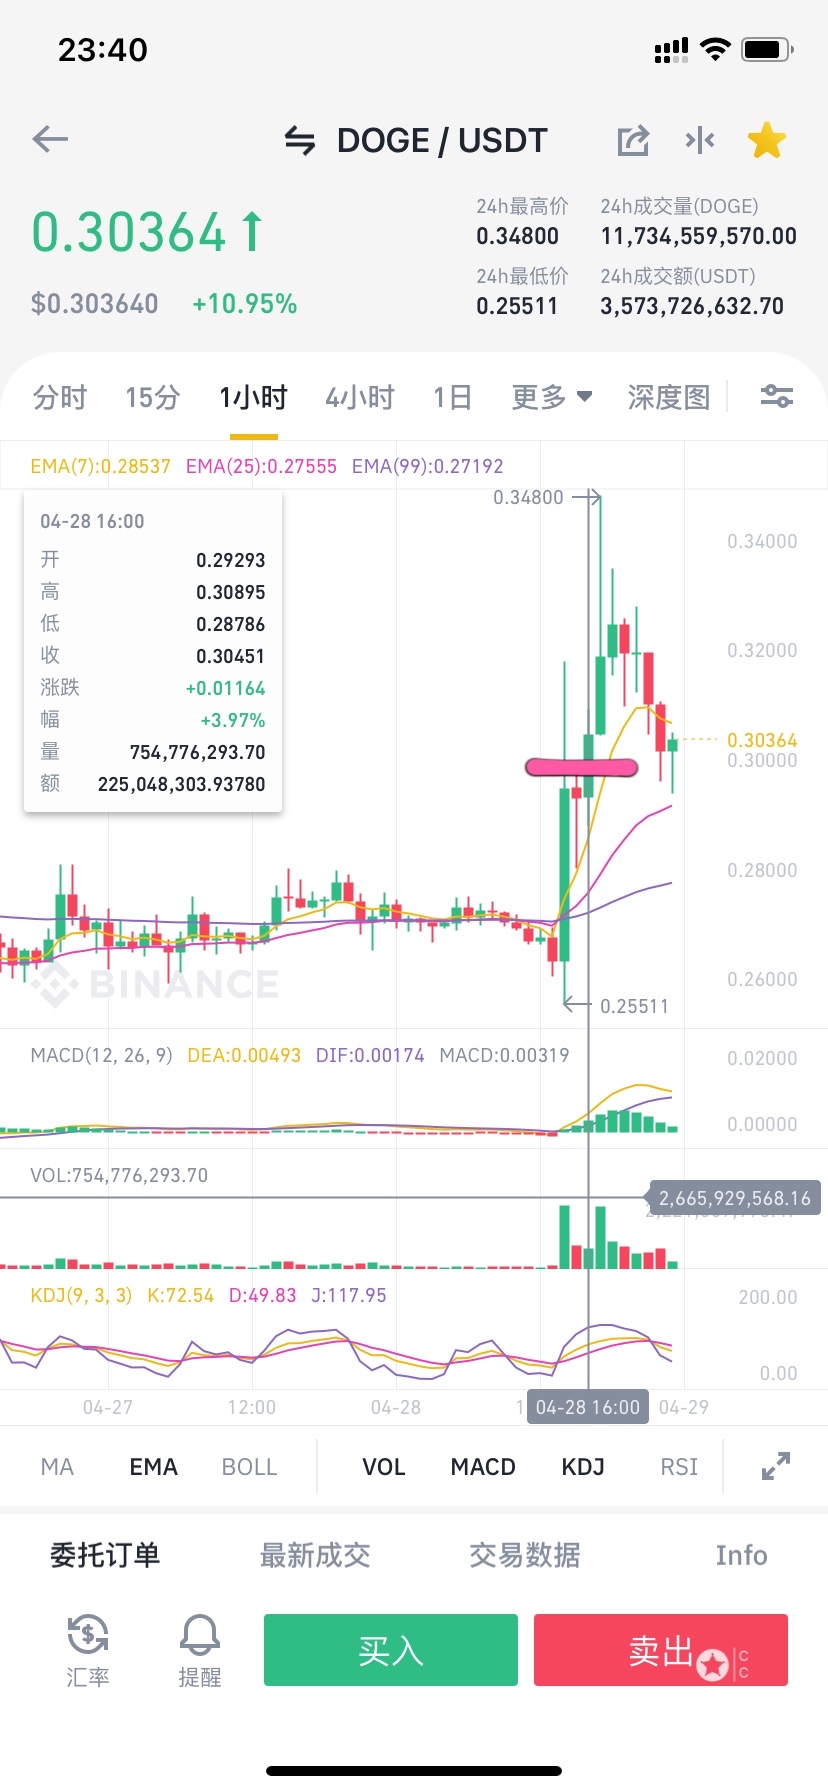 23:40
DOGE / USDT
0.30364
$0.303640 +10.95%
24h最高价 24h成交量(DOGE)
0.34800 11,734,559,570.00
24h最低价 24h成交额(USDT)
0.25511 3,573,726,632.70
分时 15分 1小时 4小时 1日 更多 深度图
EMA(7):0.28537 EMA(25):0.27555 EMA(99):0.27192
04-28 16:00
开 0.29293
高 0.30895
低 0.28786
收 0.30451
涨跌 +0.01164
幅 +3.97%
量 754,776,293.70
额 225,048,303.93780
0.34800
0.34000
0.32000
0.30364
0.30000
0.28000
0.26000
0.25511
BINANCE
MACD(12, 26, 9) DEA:0.00493 DIF:0.00174 MACD:0.00319
0.02000
0.00000
VOL:754,776,293.70
2,665,929,568.16
KDJ(9, 3, 3) K:72.54 D:49.83 J:117.95
200.00
0.00
04-27 12:00 04-28 04-28 16:00 04-29
MA EMA BOLL VOL MACD KDJ RSI
委托订单 最新成交 交易数据 Info
汇率 提醒 买入 卖出